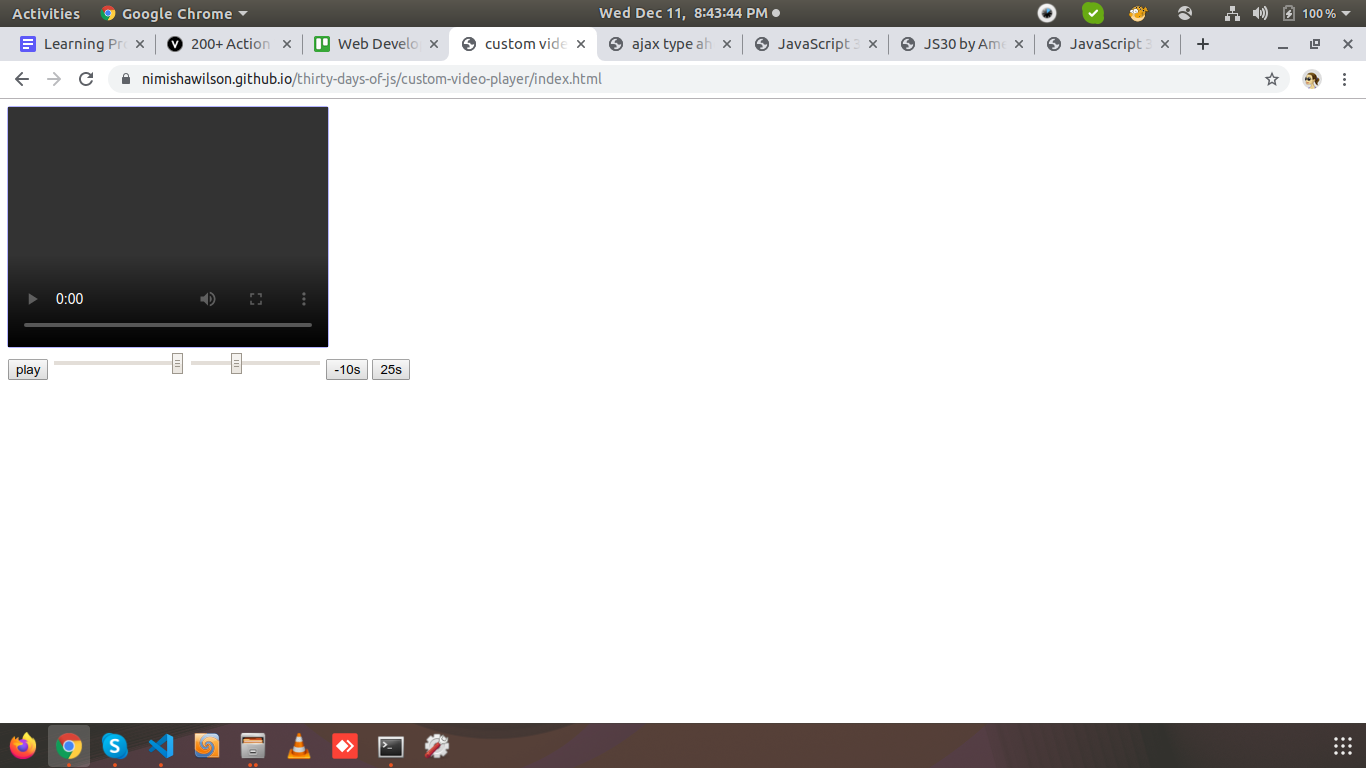 Activities Google Chrome Wed Dec 11, 8:43:44 PM 100%
Learning Pr 200+ Action Web Develo custom vide ajax type ah JavaScript 3 JS30 by Ame JavaScript 3
nimishawilson.github.io/thirty-days-of-js/custom-video-player/index.html
0:00
play -10s 25s